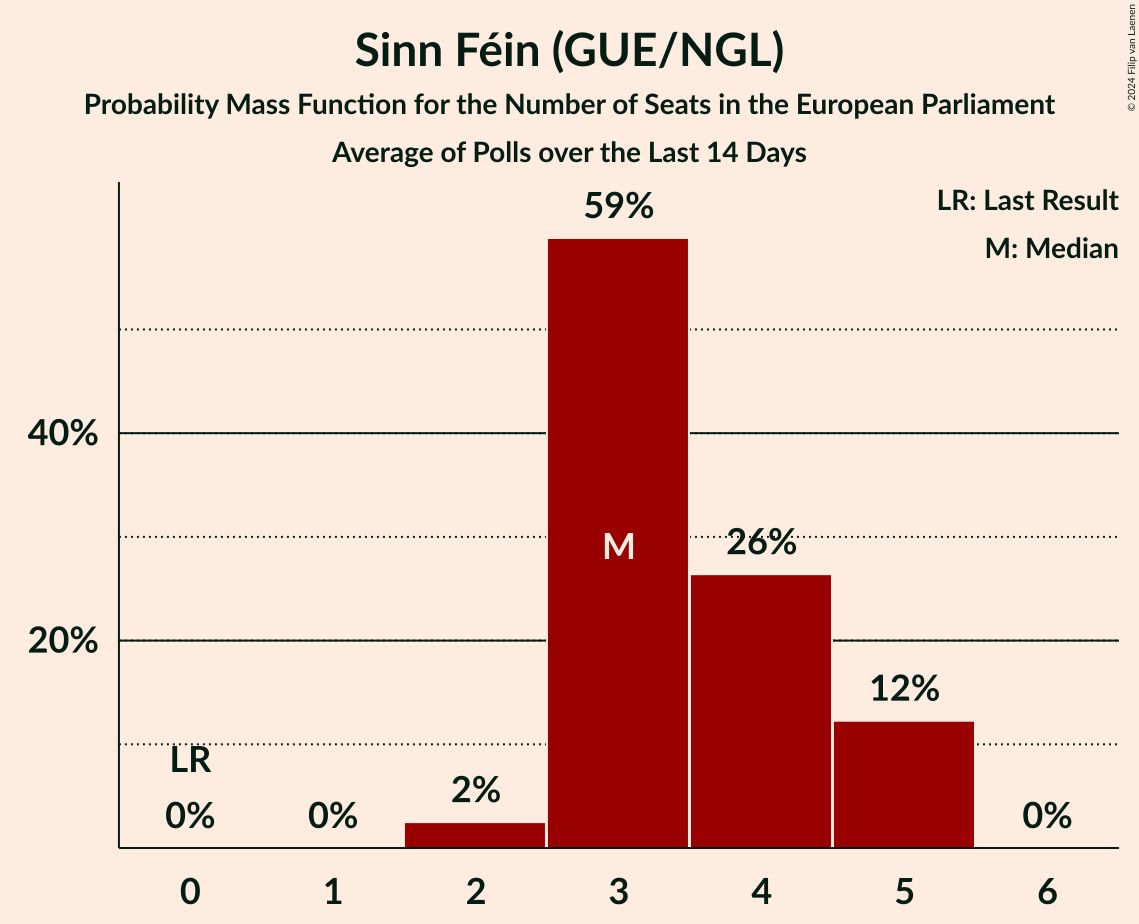 Sinn Féin (GUE/NGL)
Probability Mass Function for the Number of Seats in the European Parliament
Average of Polls over the Last 14 Days
© 2024 Filip van Laenen
LR: Last Result
M: Median
59%
40%
M
26%
20%
12%
LR
2%
0%
0%
0%
0
1
2
3
4
5
6